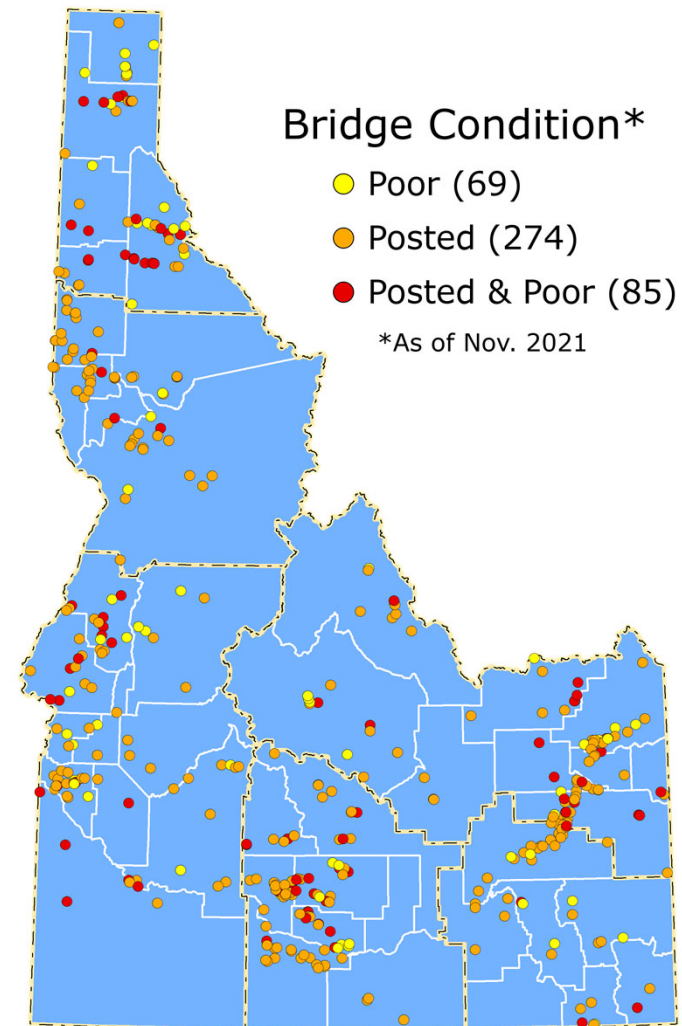 Bridge Condition*
Poor (69)
Posted (274)
Posted & Poor (85)
*As of Nov. 2021